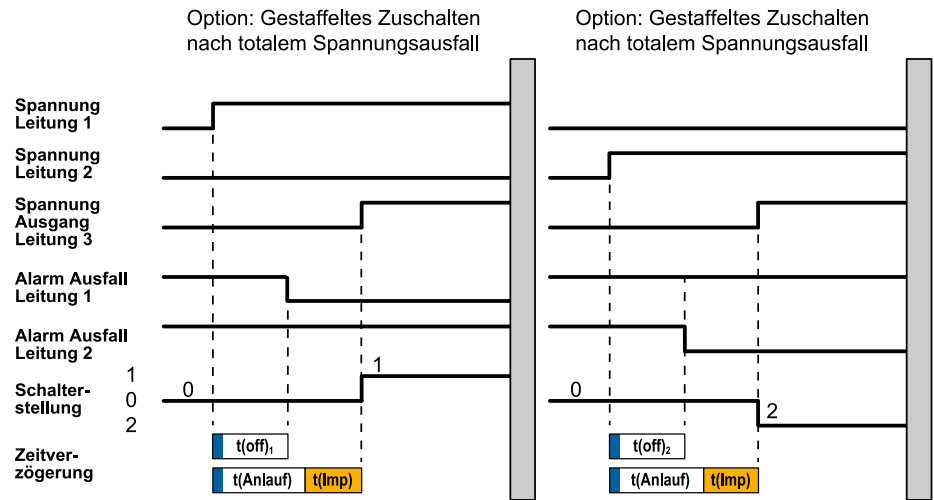 Option: Gestaffeltes Zuschalten
nach totalem Spannungsausfall
Option: Gestaffeltes Zuschalten
nach totalem Spannungsausfall
Spannung
Leitung 1
Spannung
Leitung 2
Spannung
Ausgang
Leitung 3
Alarm Ausfall
Leitung 1
Alarm Ausfall
Leitung 2
Schalter-
stellung
1
0
2
0
1
0
2
Zeitver-
zögerung
t(off)₁
t(Anlauf)
t(Imp)
t(off)₂
t(Anlauf)
t(Imp)